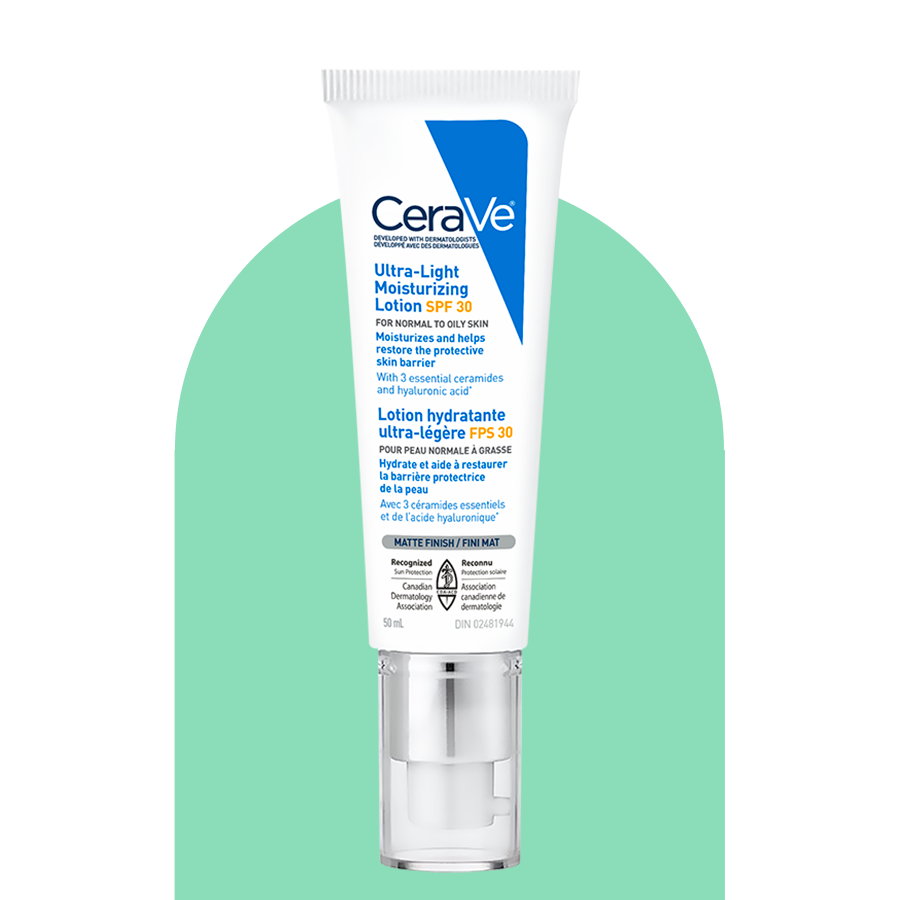 CeraVe®
DEVELOPED WITH DERMATOLOGISTS
DÉVELOPPÉ AVEC DES DERMATOLOGUES
Ultra-Light
Moisturizing
Lotion SPF 30
FOR NORMAL TO OILY SKIN
Moisturizes and helps
restore the protective
skin barrier
With 3 essential ceramides
and hyaluronic acid*
Lotion hydratante
ultra-légère FPS 30
POUR PEAU NORMALE À GRASSE
Hydrate et aide à restaurer
la barrière protectrice
de la peau
Avec 3 céramides essentiels
et de l'acide hyaluronique*
MATTE FINISH / FINI MAT
Recognized
Sun Protection
Canadian
Dermatology
Association
CDA•ACD
Reconnu
Protection solaire
Association
canadienne de
dermatologie
50 mL
DIN 02481944